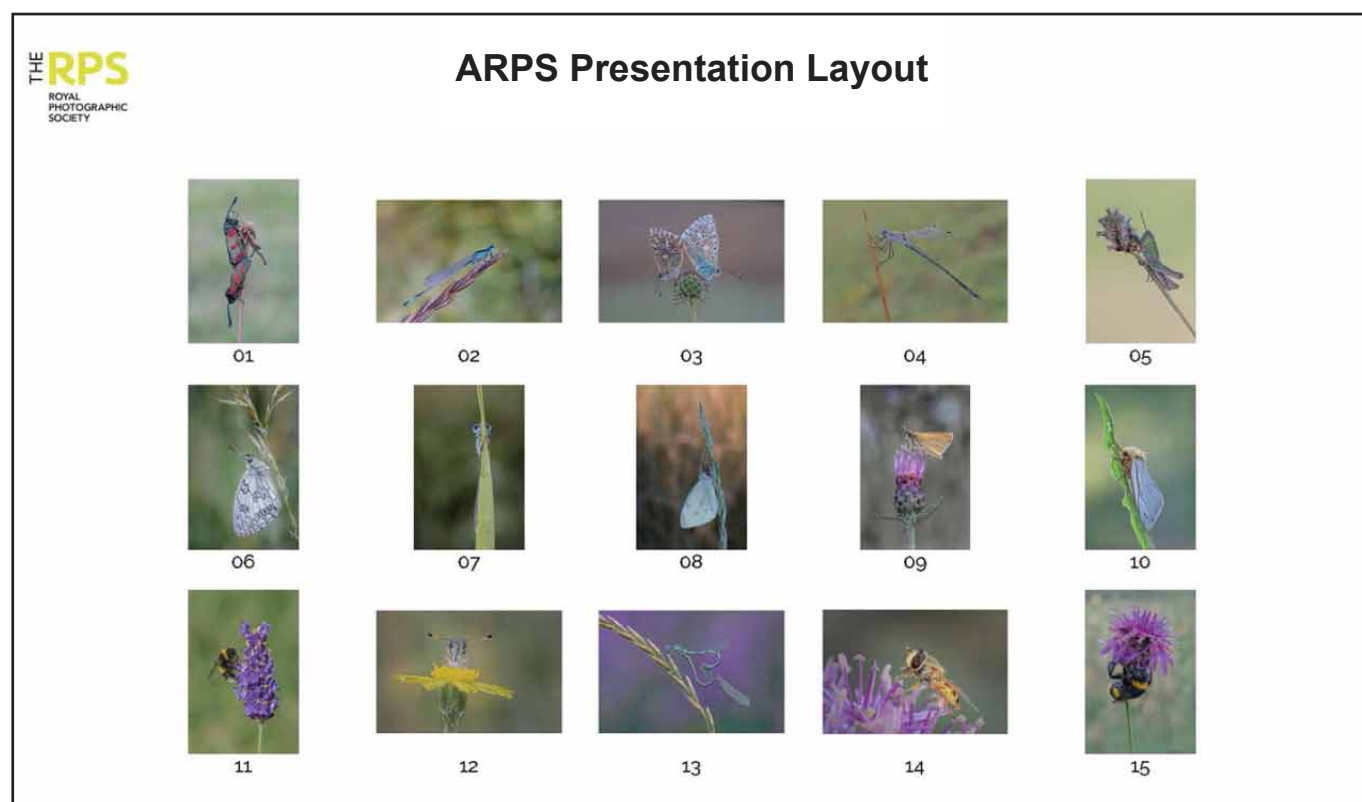 THE RPS
ROYAL
PHOTOGRAPHIC
SOCIETY
ARPS Presentation Layout
01 02 03 04 05
06 07 08 09 10
11 12 13 14 15